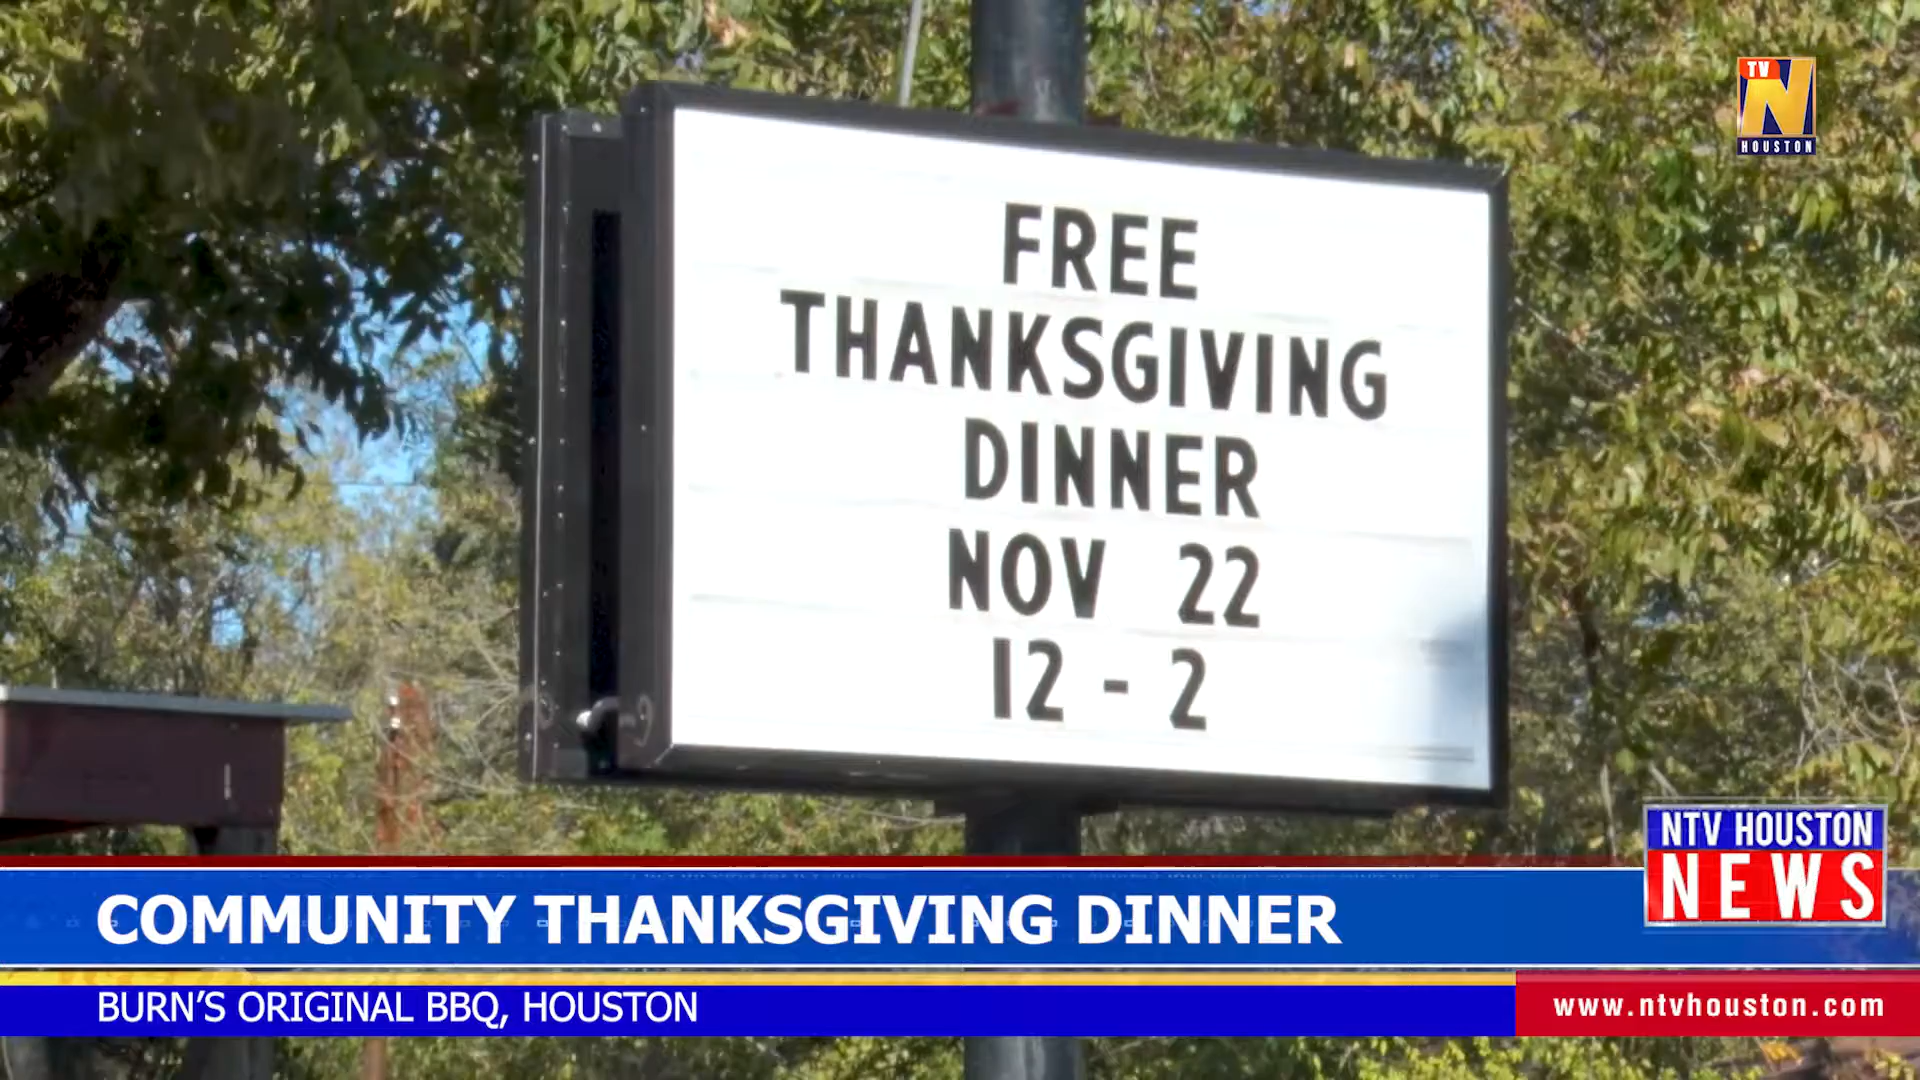 TV
N
HOUSTON
FREE
THANKSGIVING
DINNER
NOV 22
12 - 2
NTV HOUSTON
NEWS
COMMUNITY THANKSGIVING DINNER
BURN'S ORIGINAL BBQ, HOUSTON
www.ntvhouston.com